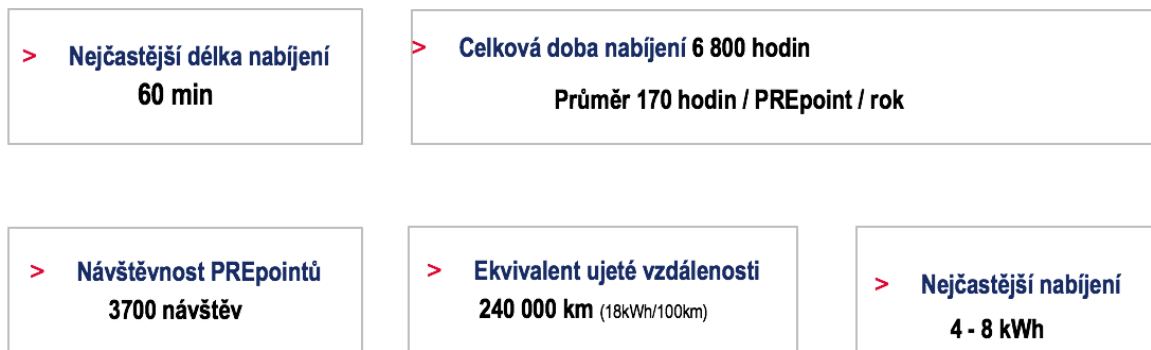 > Nejčastější délka nabíjení
60 min
> Celková doba nabíjení 6 800 hodin
Průměr 170 hodin / PREpoint / rok
> Návštěvnost PREpointů
3700 návštěv
> Ekvivalent ujeté vzdálenosti
240 000 km (18kWh/100km)
> Nejčastější nabíjení
4 - 8 kWh